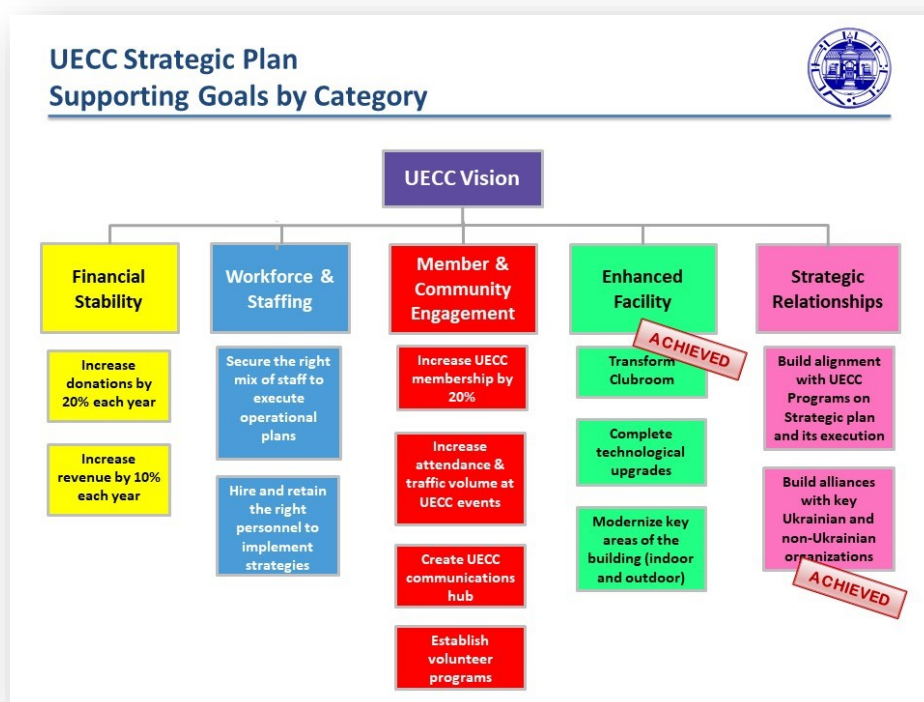 UECC Strategic Plan
Supporting Goals by Category
UECC Vision
Financial
Stability
Increase
donations by
20% each year
Increase
revenue by 10%
each year
Workforce &
Staffing
Secure the right
mix of staff to
execute
operational
plans
Hire and retain
the right
personnel to
implement
strategies
Member &
Community
Engagement
Increase UECC
membership by
20%
Increase
attendance &
traffic volume at
UECC events
Create UECC
communications
hub
Establish
volunteer
programs
Enhanced
Facility
ACHIEVED
Transform
Clubroom
Complete
technological
upgrades
Modernize key
areas of the
building (indoor
and outdoor)
Strategic
Relationships
Build alignment
with UECC
Programs on
Strategic plan
and its execution
Build alliances
with key
Ukrainian and
non-Ukrainian
organizations
ACHIEVED